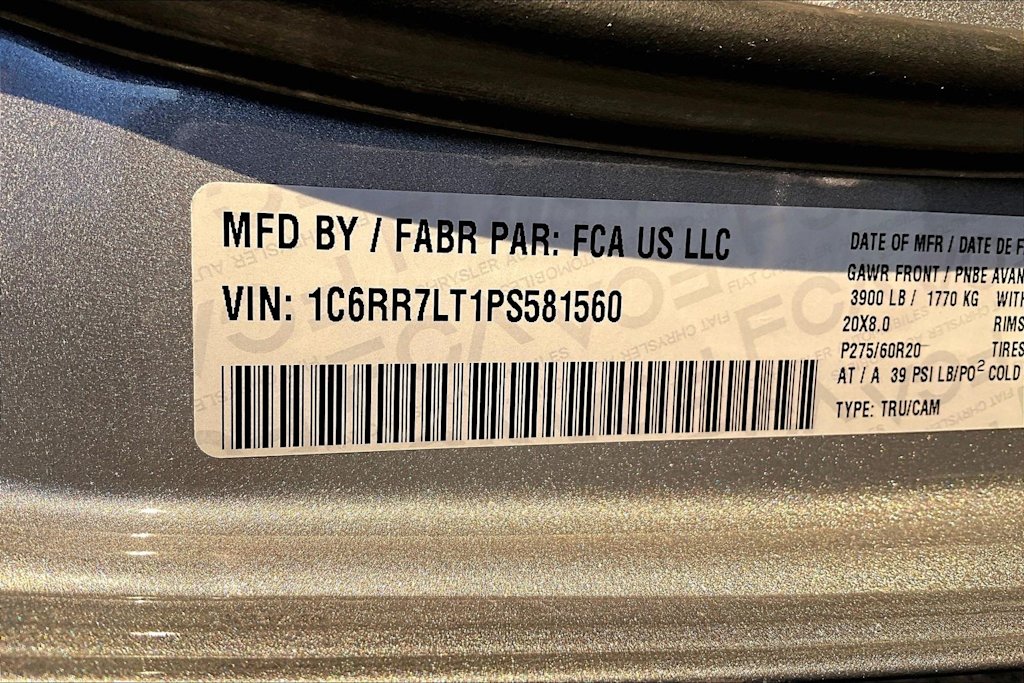 MFD BY / FABR PAR: FCA US LLC
VIN: 1C6RR7LT1PS581560
DATE OF MFR / DATE DE F
GAWR FRONT / PNBE AVAN
3900 LB / 1770 KG WITH
20X8.0 RIMS
P275/60R20 TIRES
AT / A 39 PSI LB/PO² COLD
TYPE: TRU/CAM